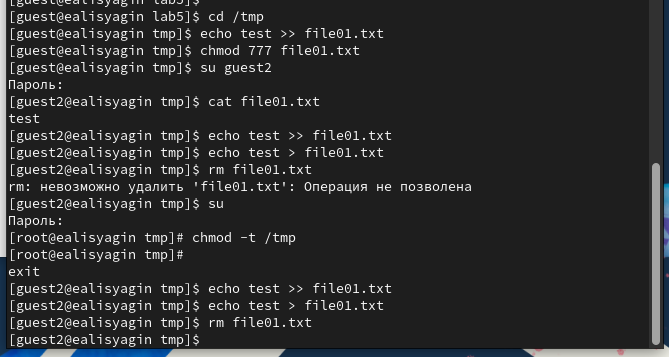 [guest@ealisyagin lab5]$
[guest@ealisyagin lab5]$ cd /tmp
[guest@ealisyagin tmp]$ echo test >> file01.txt
[guest@ealisyagin tmp]$ chmod 777 file01.txt
[guest@ealisyagin tmp]$ su guest2
Пароль:
[guest2@ealisyagin tmp]$ cat file01.txt
test
[guest2@ealisyagin tmp]$ echo test >> file01.txt
[guest2@ealisyagin tmp]$ echo test > file01.txt
[guest2@ealisyagin tmp]$ rm file01.txt
rm: невозможно удалить 'file01.txt': Операция не позволена
[guest2@ealisyagin tmp]$ su
Пароль:
[root@ealisyagin tmp]# chmod -t /tmp
[root@ealisyagin tmp]#
exit
[guest2@ealisyagin tmp]$ echo test >> file01.txt
[guest2@ealisyagin tmp]$ echo test > file01.txt
[guest2@ealisyagin tmp]$ rm file01.txt
[guest2@ealisyagin tmp]$